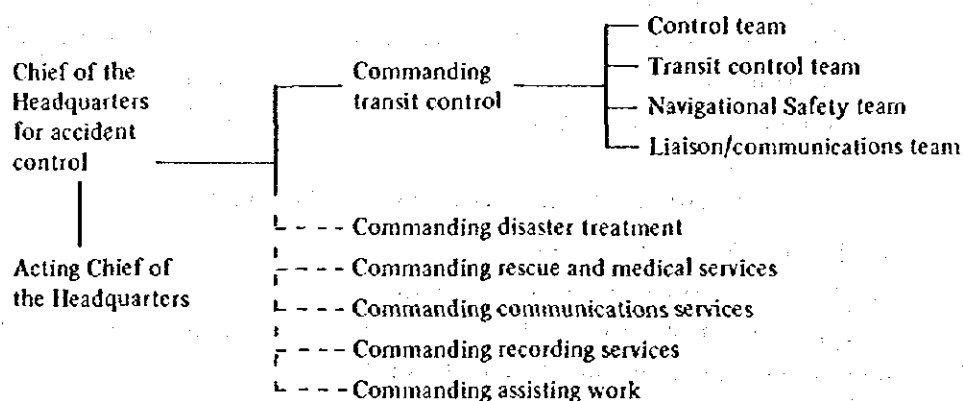 Chief of the
Headquarters
for accident
control
Acting Chief of
the Headquarters
Commanding
transit control
Control team
Transit control team
Navigational Safety team
Liaison/communications team
Commanding disaster treatment
Commanding rescue and medical services
Commanding communications services
Commanding recording services
Commanding assisting work